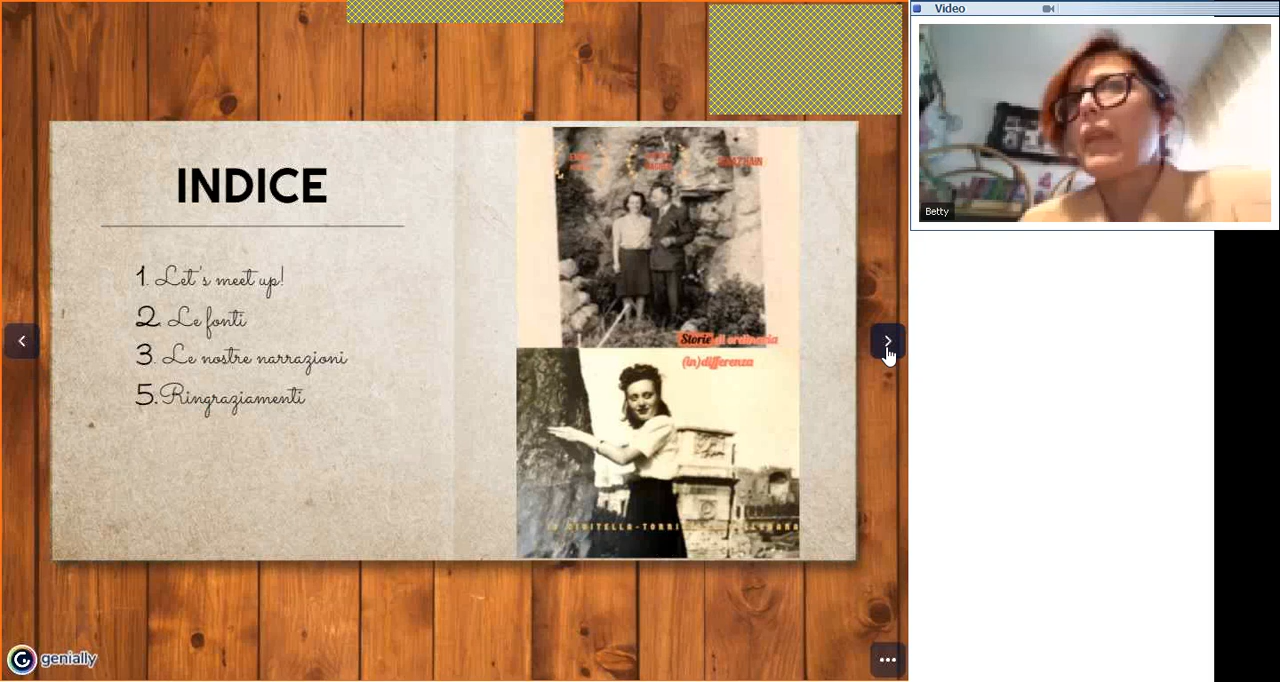 INDICE
1. Let's meet up!
2. Le fonti
3. Le nostre narrazioni
5. Ringraziamenti
Storie di ordinaria
(in)differenza
genially
Video
Betty